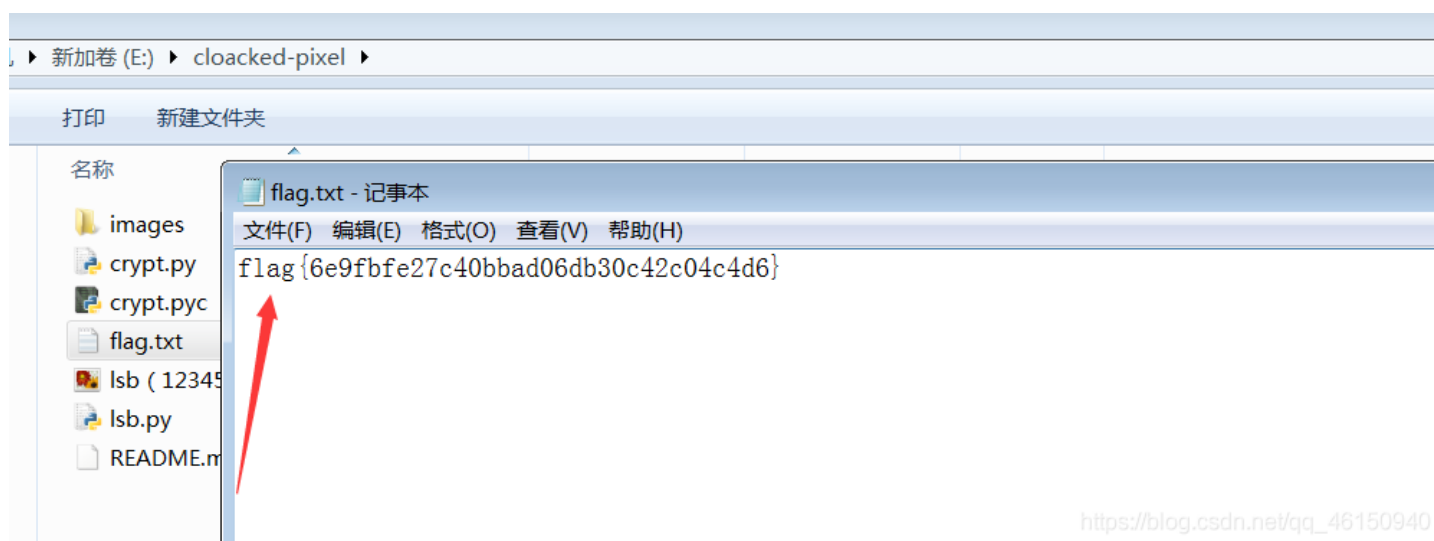 新加卷 (E:) ▸ cloacked-pixel ▸
打印 新建文件夹
名称
images
crypt.py
crypt.pyc
flag.txt
lsb ( 12345
lsb.py
README.m
flag.txt - 记事本
文件(F) 编辑(E) 格式(O) 查看(V) 帮助(H)
flag{6e9fbfe27c40bbad06db30c42c04c4d6}
https://blog.csdn.net/qq_46150940